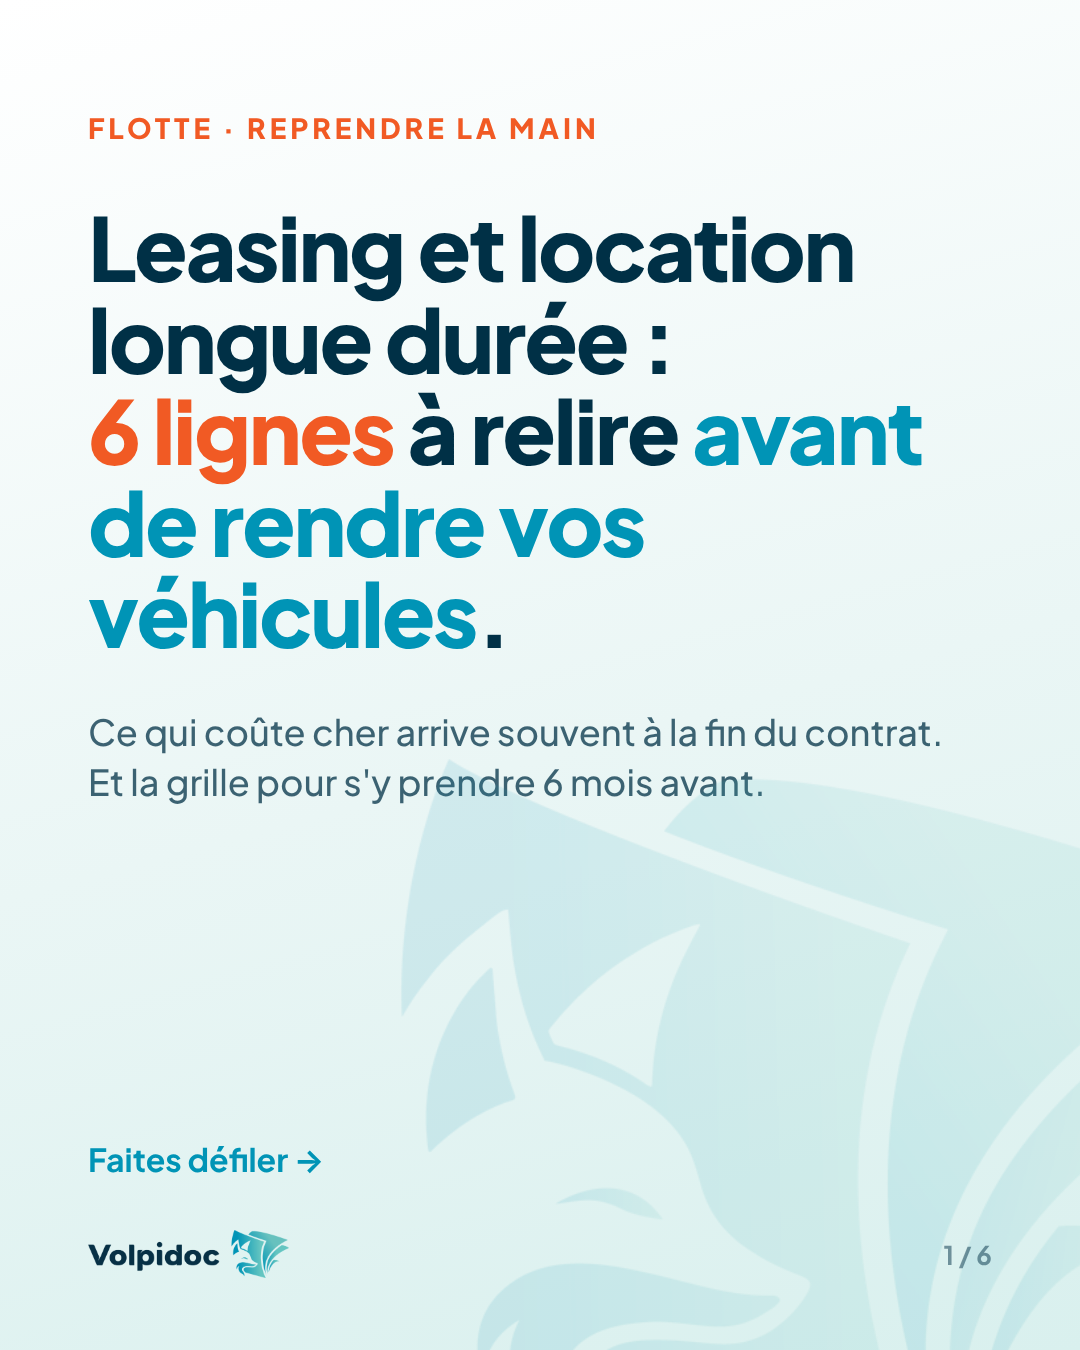 FLOTTE · REPRENDRE LA MAIN
Leasing et location
longue durée :
6 lignes à relire avant
de rendre vos
véhicules.
Ce qui coûte cher arrive souvent à la fin du contrat.
Et la grille pour s'y prendre 6 mois avant.
Faites défiler →
Volpidoc
1 / 6